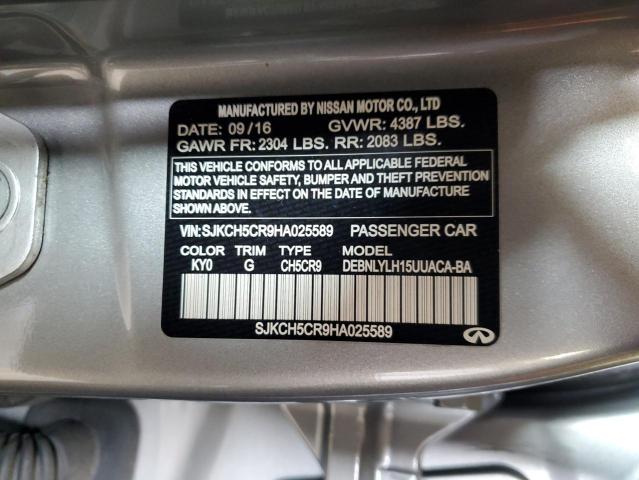 MANUFACTURED BY NISSAN MOTOR CO., LTD
DATE: 09/16 GVWR: 4387 LBS.
GAWR FR: 2304 LBS. RR: 2083 LBS.
THIS VEHICLE CONFORMS TO ALL APPLICABLE FEDERAL
MOTOR VEHICLE SAFETY, BUMPER AND THEFT PREVENTION
STANDARDS IN EFFECT ON THE DATE OF MANUFACTURE
SHOWN ABOVE.
VIN:SJKCH5CR9HA025589 PASSENGER CAR
COLOR TRIM TYPE MODEL
KY0 G CH5CR9 DEBNLYLH15UUACA-BA
SJKCH5CR9HA025589